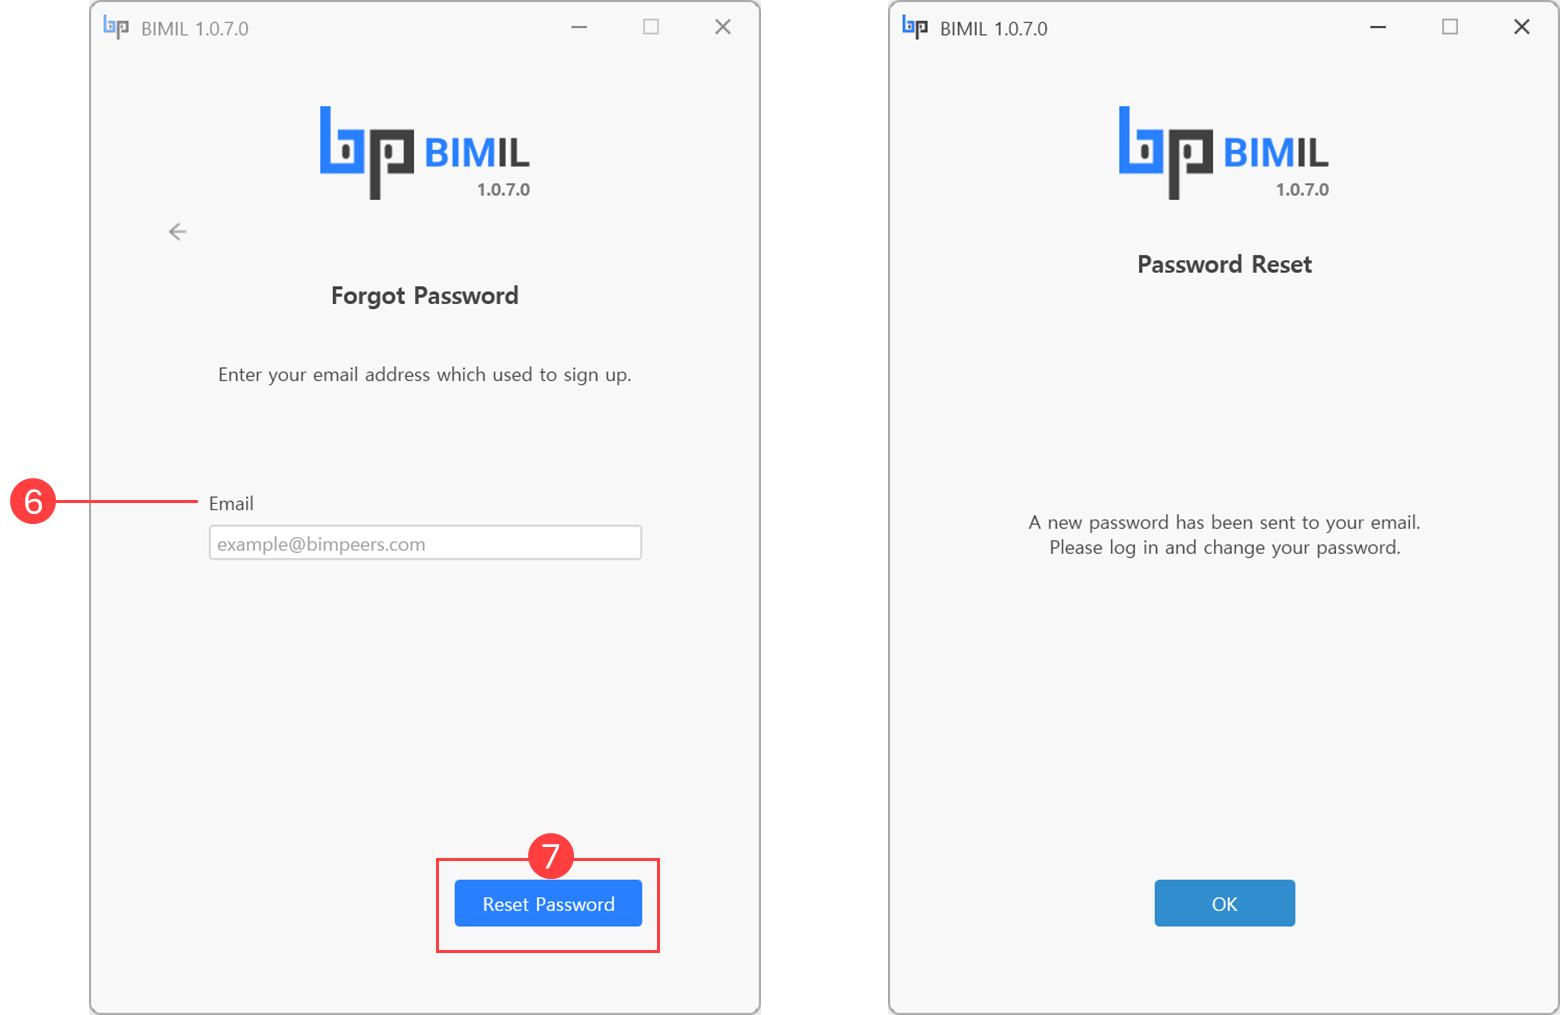 BIMIL 1.0.7.0
bp BIMIL
1.0.7.0
Forgot Password
Enter your email address which used to sign up.
6
Email
example@bimpeers.com
7
Reset Password
BIMIL 1.0.7.0
bp BIMIL
1.0.7.0
Password Reset
A new password has been sent to your email.
Please log in and change your password.
OK